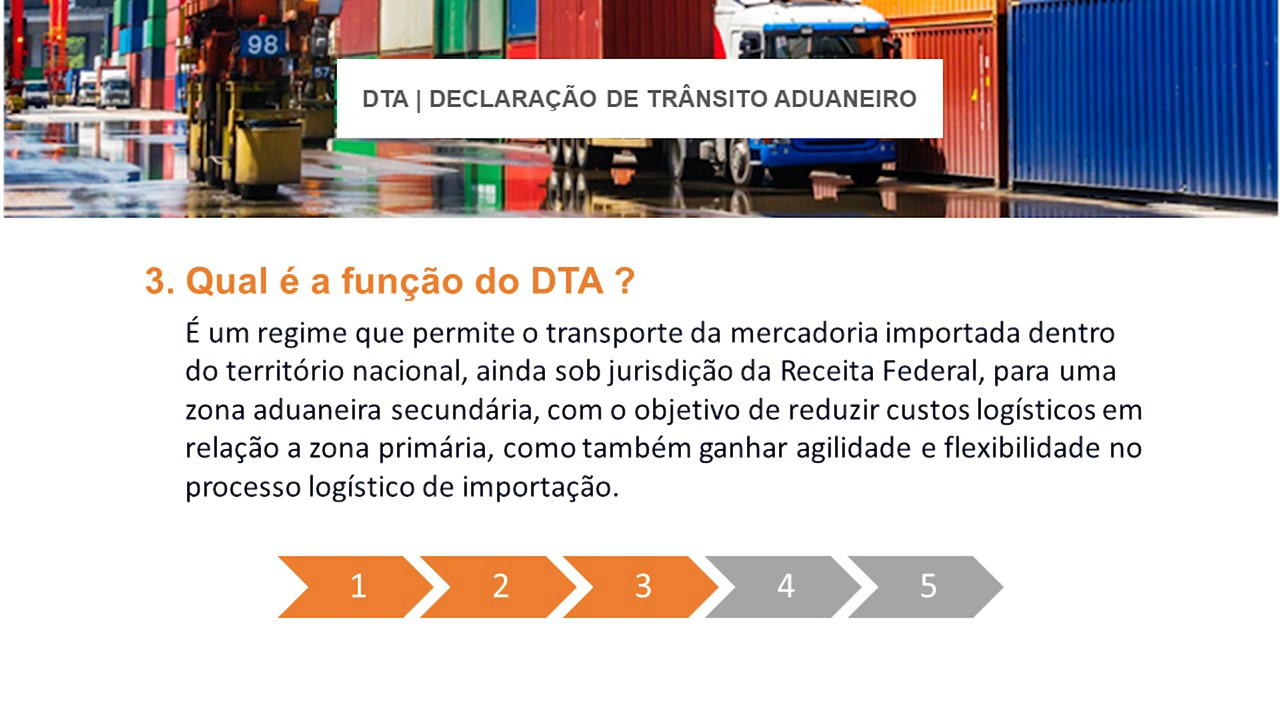 98
57
DTA | DECLARAÇÃO DE TRÂNSITO ADUANEIRO
3. Qual é a função do DTA ?
É um regime que permite o transporte da mercadoria importada dentro
do território nacional, ainda sob jurisdição da Receita Federal, para uma
zona aduaneira secundária, com o objetivo de reduzir custos logísticos em
relação a zona primária, como também ganhar agilidade e flexibilidade no
processo logístico de importação.
1 2 3 4 5